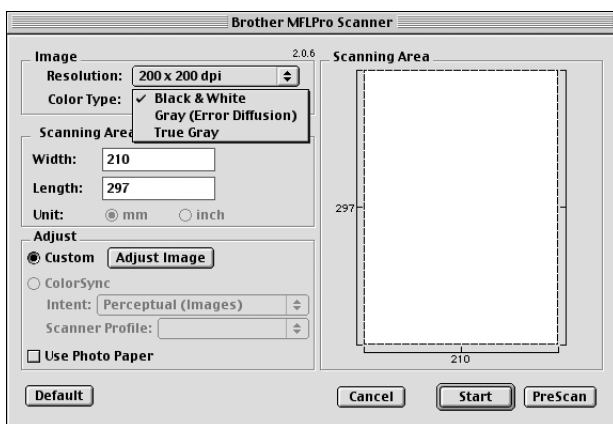 Brother MFLPro Scanner
Image
2.0.6
Resolution: 200 x 200 dpi
Color Type: ✓ Black & White
Gray (Error Diffusion)
True Gray
Scanning Area
Width: 210
Length: 297
Unit: mm inch
Adjust
Custom Adjust Image
ColorSync
Intent: Perceptual (Images)
Scanner Profile:
Use Photo Paper
Scanning Area
297
210
Default
Cancel Start PreScan